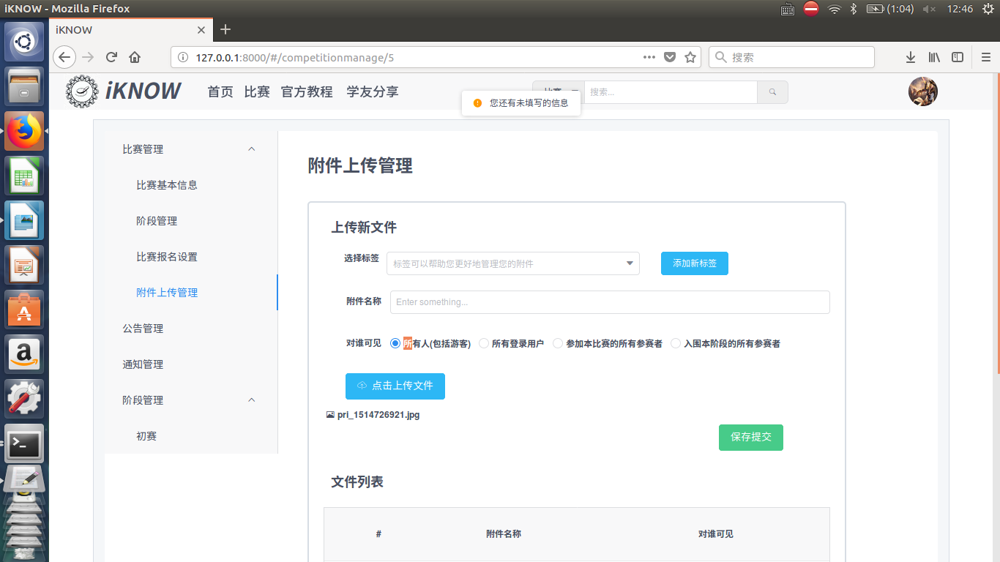 iKNOW - Mozilla Firefox
(1:04)
12:46
iKNOW
127.0.0.1:8000/#/competitionmanage/5
搜索
iKNOW 首页 比赛 官方教程 学友分享
搜索...
您还有未填写的信息
比赛管理
比赛基本信息
阶段管理
比赛报名设置
附件上传管理
公告管理
通知管理
阶段管理
初赛
附件上传管理
上传新文件
选择标签 标签可以帮助您更好地管理您的附件 添加新标签
附件名称 Enter something...
对谁可见 所有人(包括游客) 所有登录用户 参加本比赛的所有参赛者 入围本阶段的所有参赛者
点击上传文件
pri_1514726921.jpg
保存提交
文件列表
# 附件名称 对谁可见